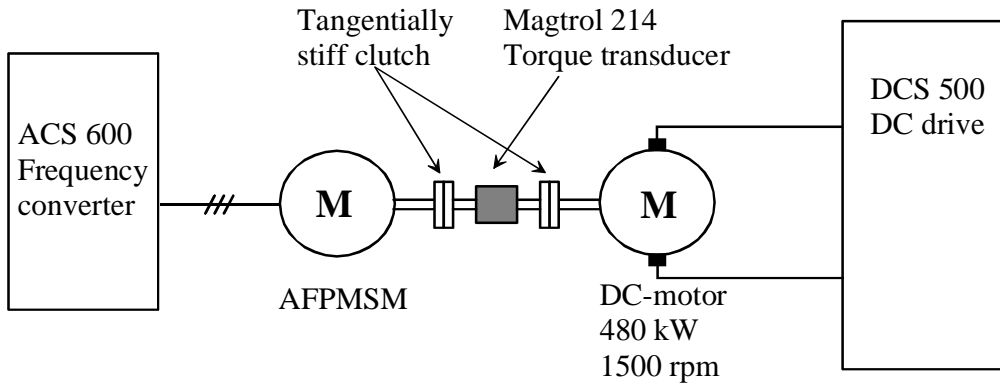 Tangentially
stiff clutch
Magtrol 214
Torque transducer
ACS 600
Frequency
converter
M
AFPMSM
M
DC-motor
480 kW
1500 rpm
DCS 500
DC drive